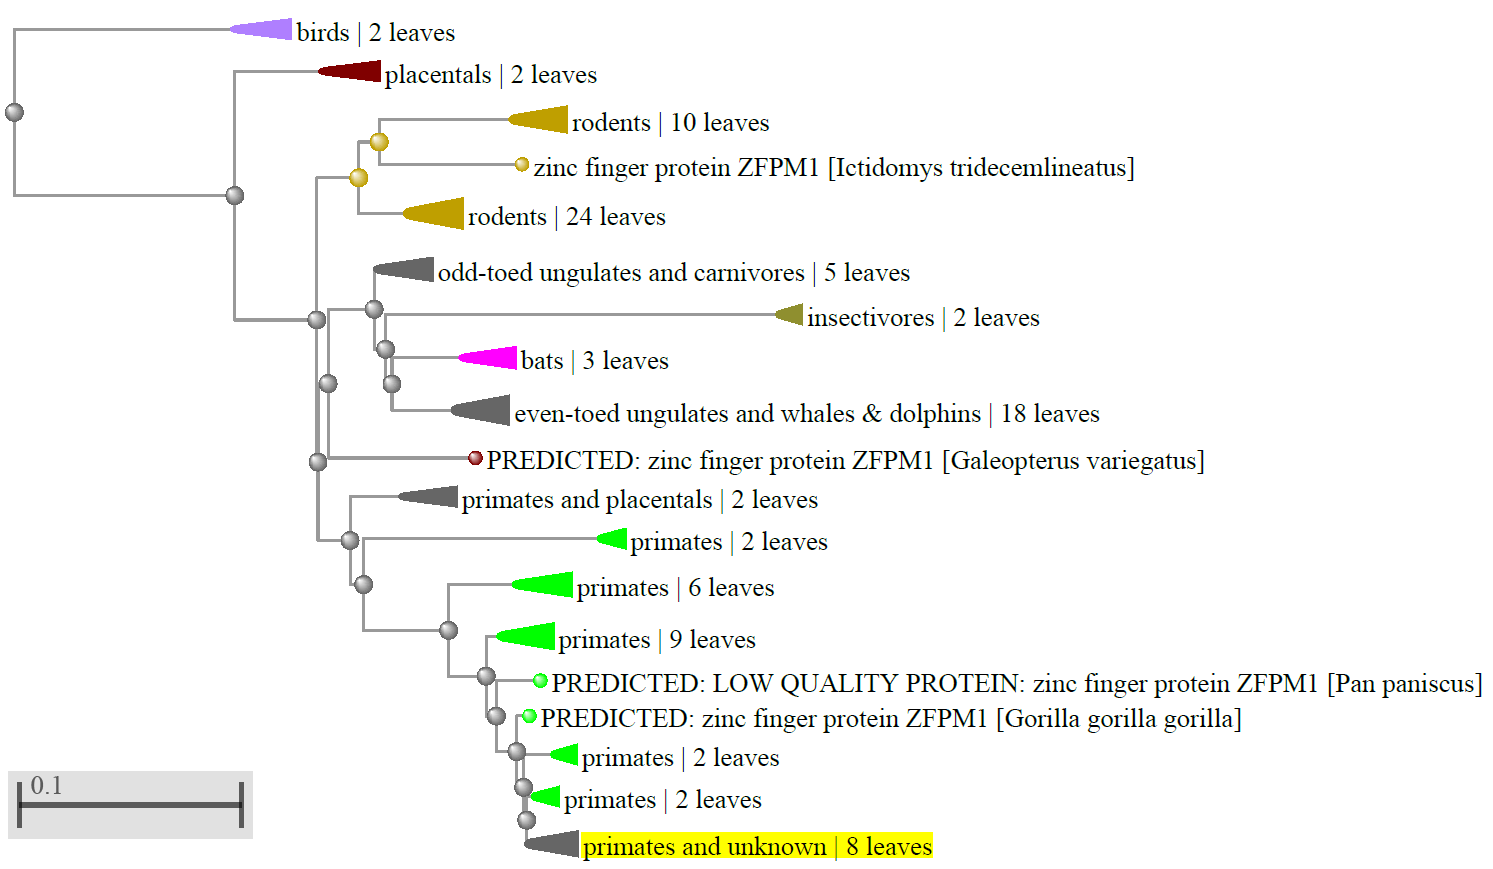 birds | 2 leaves
placentals | 2 leaves
rodents | 10 leaves
zinc finger protein ZFPM1 [Ictidomys tridecemlineatus]
rodents | 24 leaves
odd-toed ungulates and carnivores | 5 leaves
insectivores | 2 leaves
bats | 3 leaves
even-toed ungulates and whales & dolphins | 18 leaves
PREDICTED: zinc finger protein ZFPM1 [Galeopterus variegatus]
primates and placentals | 2 leaves
primates | 2 leaves
primates | 6 leaves
primates | 9 leaves
PREDICTED: LOW QUALITY PROTEIN: zinc finger protein ZFPM1 [Pan paniscus]
PREDICTED: zinc finger protein ZFPM1 [Gorilla gorilla gorilla]
primates | 2 leaves
primates | 2 leaves
primates and unknown | 8 leaves
0.1